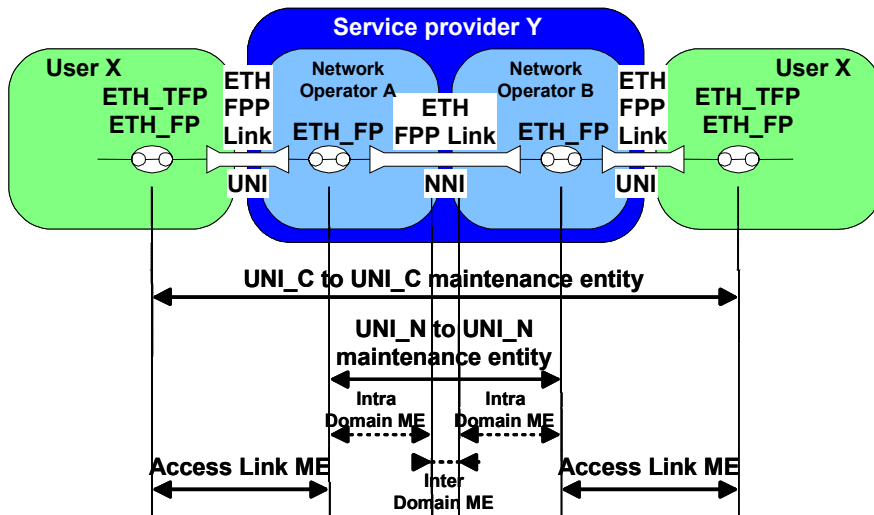 Service provider Y
User X
ETH_TFP
ETH_FP
ETH
FPP
Link
UNI
Network
Operator A
ETH_FP
ETH
FPP Link
NNI
Network
Operator B
ETH_FP
ETH
FPP
Link
UNI
User X
ETH_TFP
ETH_FP
UNI_C to UNI_C maintenance entity
UNI_N to UNI_N
maintenance entity
Intra
Domain ME
Intra
Domain ME
Access Link ME
Inter
Domain ME
Access Link ME